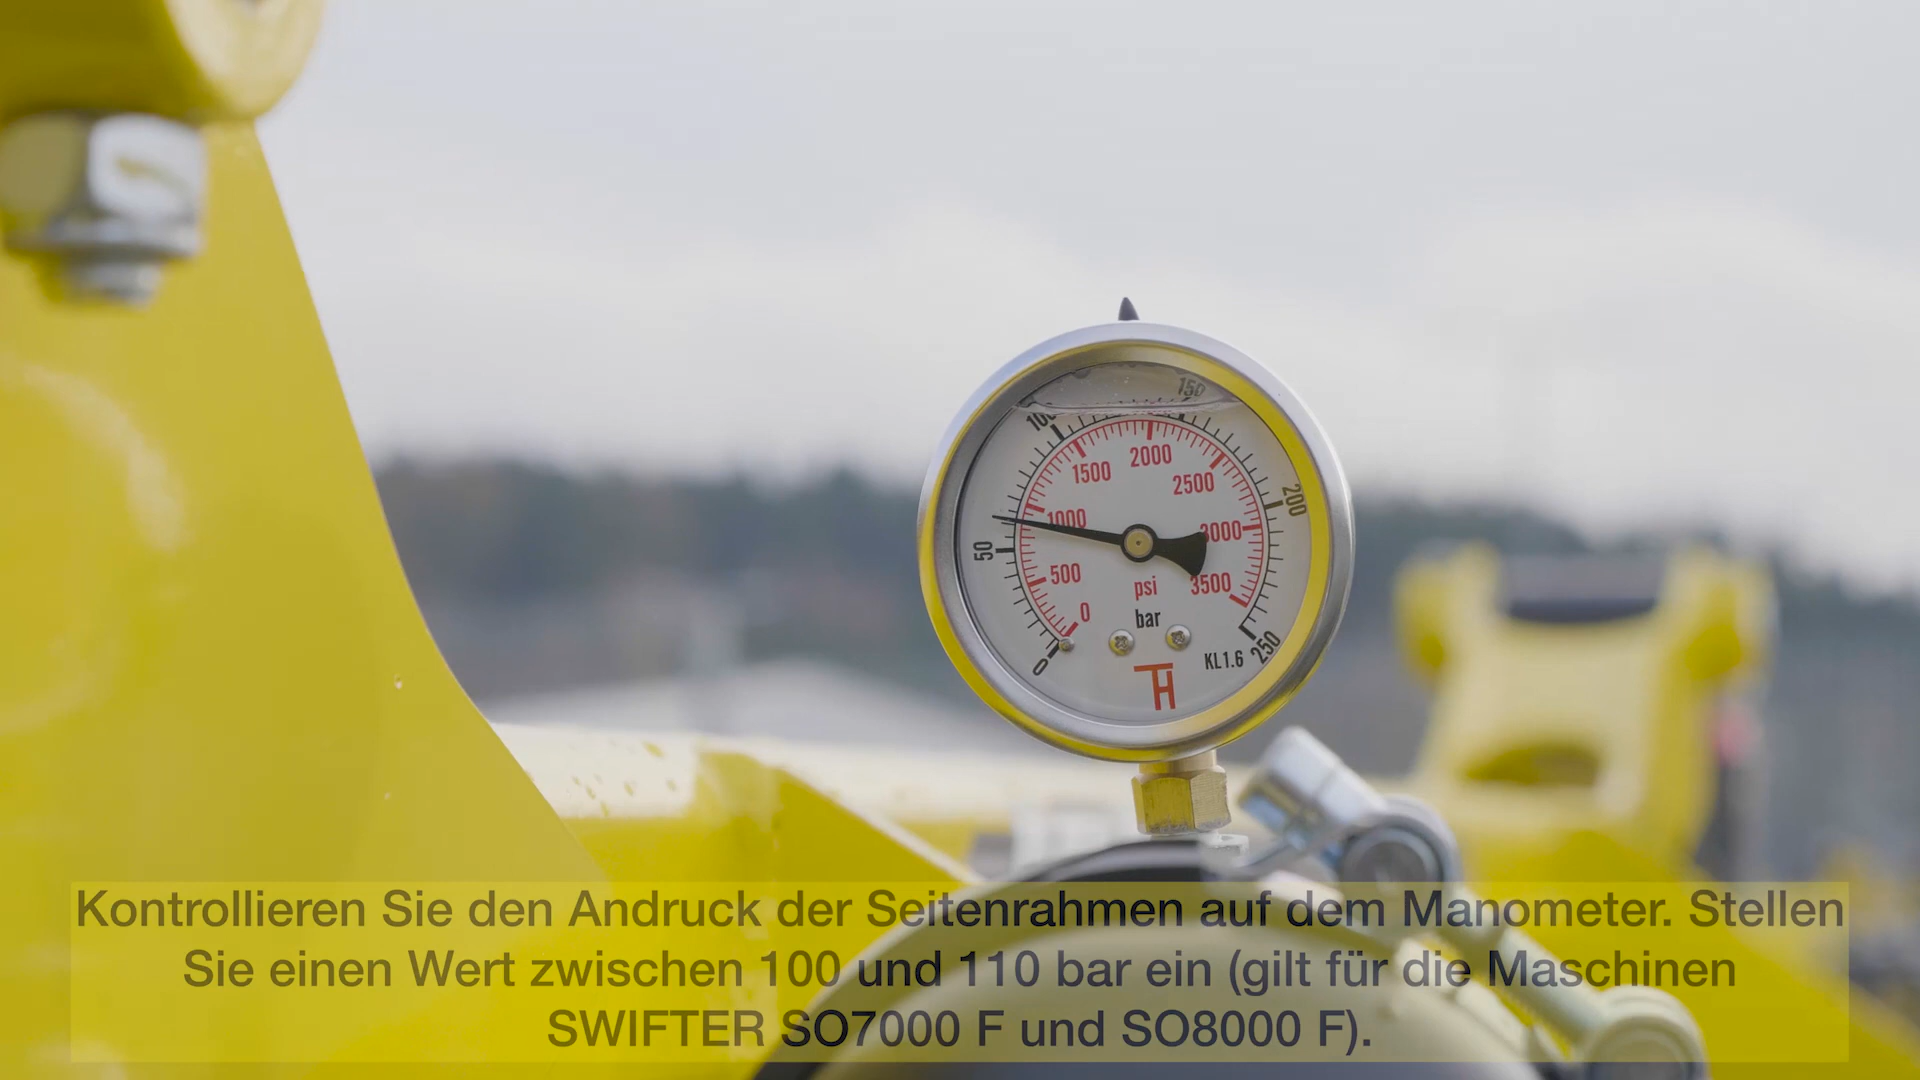 150
100
2000
1500
2500
200
1000
3000
50
500
psi
3500
0
bar
KL1.6
250
0
TH
Kontrollieren Sie den Andruck der Seitenrahmen auf dem Manometer. Stellen
Sie einen Wert zwischen 100 und 110 bar ein (gilt für die Maschinen
SWIFTER SO7000 F und SO8000 F).